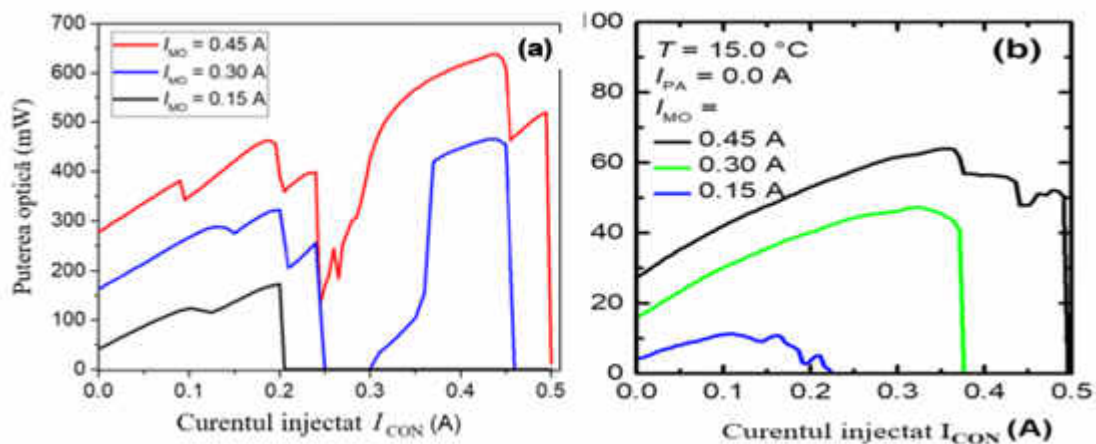 700
600
500
400
300
200
100
0
Puterea optică (mW)
I_MO = 0.45 A
I_MO = 0.30 A
I_MO = 0.15 A
(a)
0.0 0.1 0.2 0.3 0.4 0.5
Curentul injectat I_CON (A)
100
80
60
40
20
0
T = 15.0 °C
I_PA = 0.0 A
I_MO =
0.45 A
0.30 A
0.15 A
(b)
0.0 0.1 0.2 0.3 0.4 0.5
Curentul injectat I_CON (A)